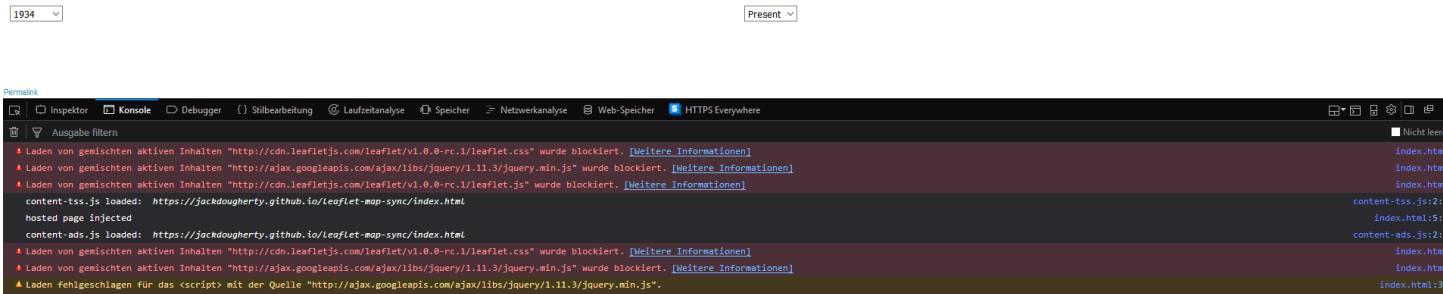 1934 Present
Permalink
Inspektor Konsole Debugger {} Stilbearbeitung Laufzeitanalyse Speicher Netzwerkanalyse Web-Speicher S HTTPS Everywhere
Ausgabe filtern Nicht leere
Laden von gemischten aktiven Inhalten "http://cdn.leafletjs.com/leaflet/v1.0.0-rc.1/leaflet.css" wurde blockiert. [Weitere Informationen] index.htm
Laden von gemischten aktiven Inhalten "http://ajax.googleapis.com/ajax/libs/jquery/1.11.3/jquery.min.js" wurde blockiert. [Weitere Informationen] index.htm
Laden von gemischten aktiven Inhalten "http://cdn.leafletjs.com/leaflet/v1.0.0-rc.1/leaflet.js" wurde blockiert. [Weitere Informationen] index.htm
content-tss.js loaded: https://jackdougherty.github.io/leaflet-map-sync/index.html content-tss.js:2:
hosted page injected index.html:5:
content-ads.js loaded: https://jackdougherty.github.io/leaflet-map-sync/index.html content-ads.js:2:
Laden von gemischten aktiven Inhalten "http://cdn.leafletjs.com/leaflet/v1.0.0-rc.1/leaflet.css" wurde blockiert. [Weitere Informationen] index.htm
Laden von gemischten aktiven Inhalten "http://ajax.googleapis.com/ajax/libs/jquery/1.11.3/jquery.min.js" wurde blockiert. [Weitere Informationen] index.htm
Laden fehlgeschlagen für das <script> mit der Quelle "http://ajax.googleapis.com/ajax/libs/jquery/1.11.3/jquery.min.js". index.html:3